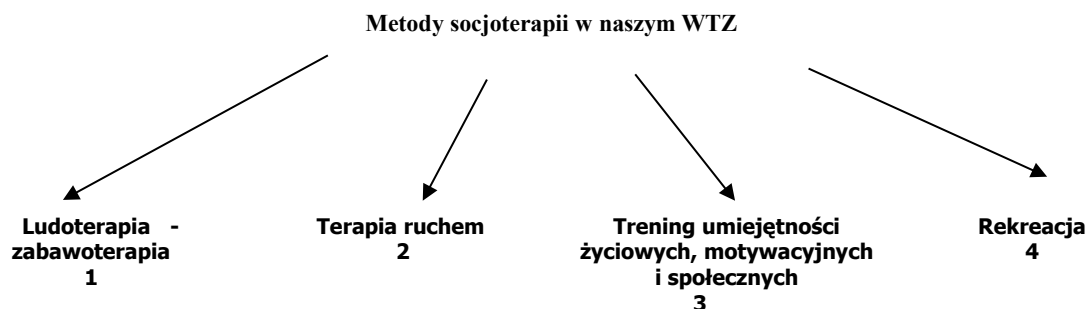 Metody socjoterapii w naszym WTZ
Ludoterapia -
zabawoterapia
1
Terapia ruchem
2
Trening umiejętności
życiowych, motywacyjnych
i społecznych
3
Rekreacja
4